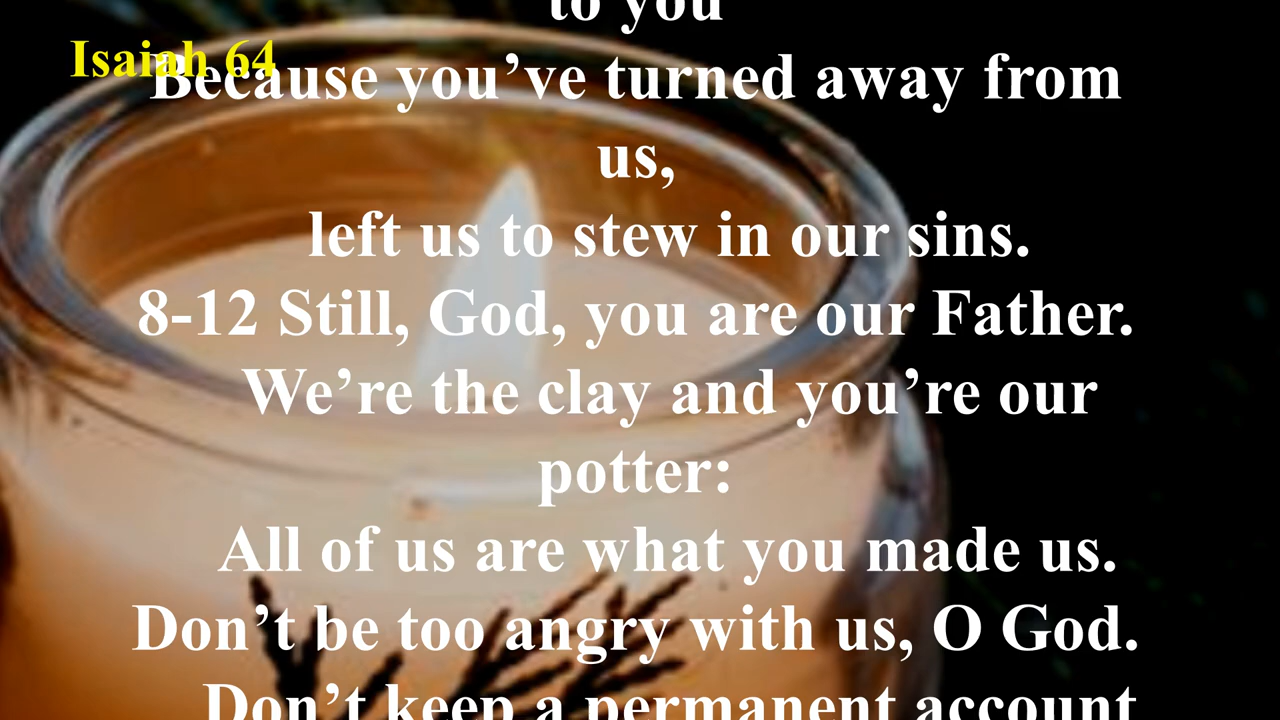 to you
Isaiah 64
Because you’ve turned away from
us,
left us to stew in our sins.
8-12 Still, God, you are our Father.
We’re the clay and you’re our
potter:
All of us are what you made us.
Don’t be too angry with us, O God.
Don’t keep a permanent account